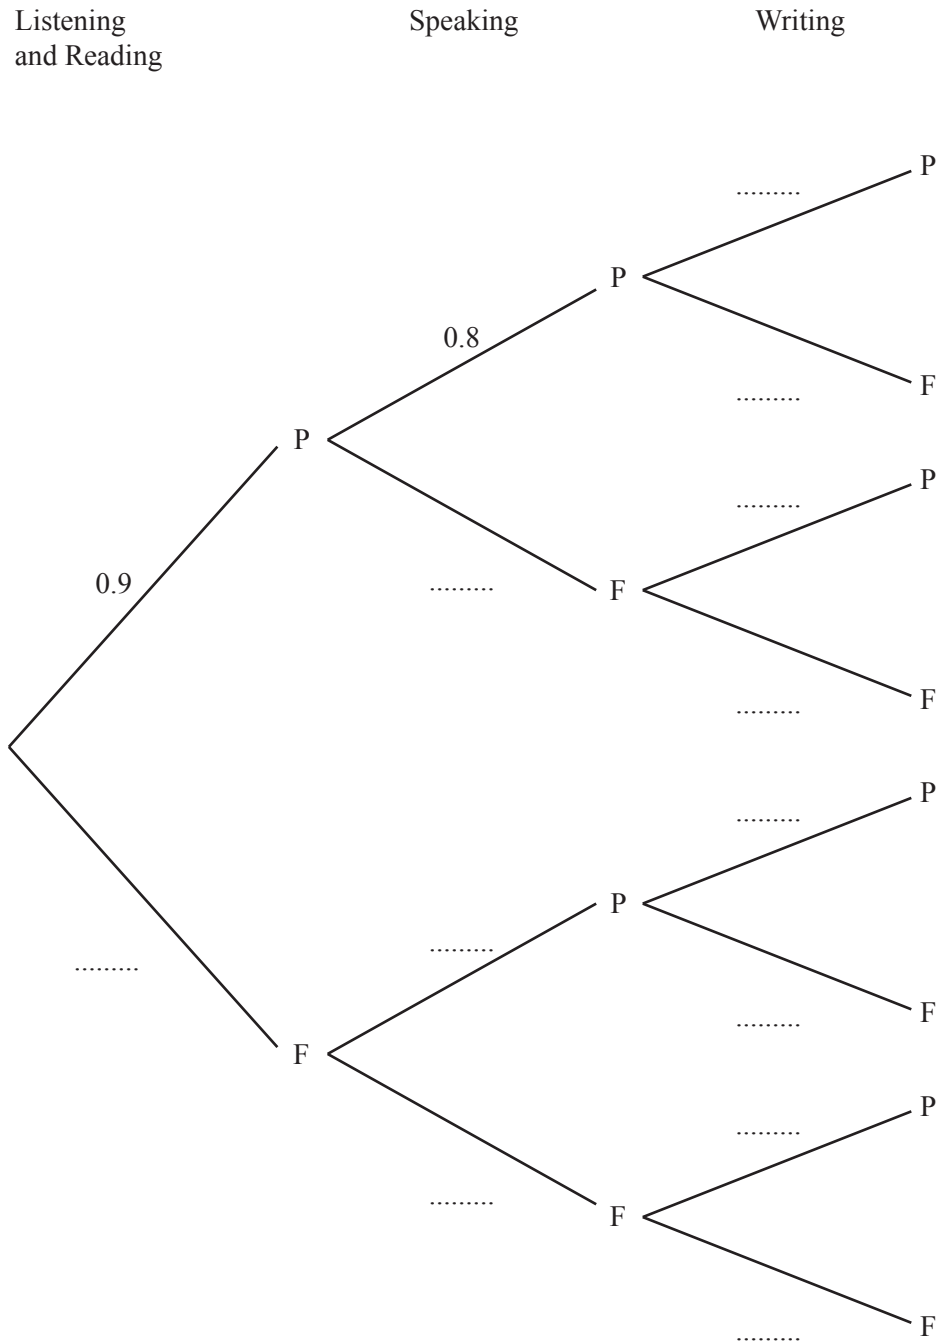 Listening
and Reading
Speaking
Writing
P
.........
P
0.8
F
.........
P
P
.........
0.9
.........
F
F
.........
P
.........
P
.........
.........
F
F
.........
P
.........
.........
F
F
.........